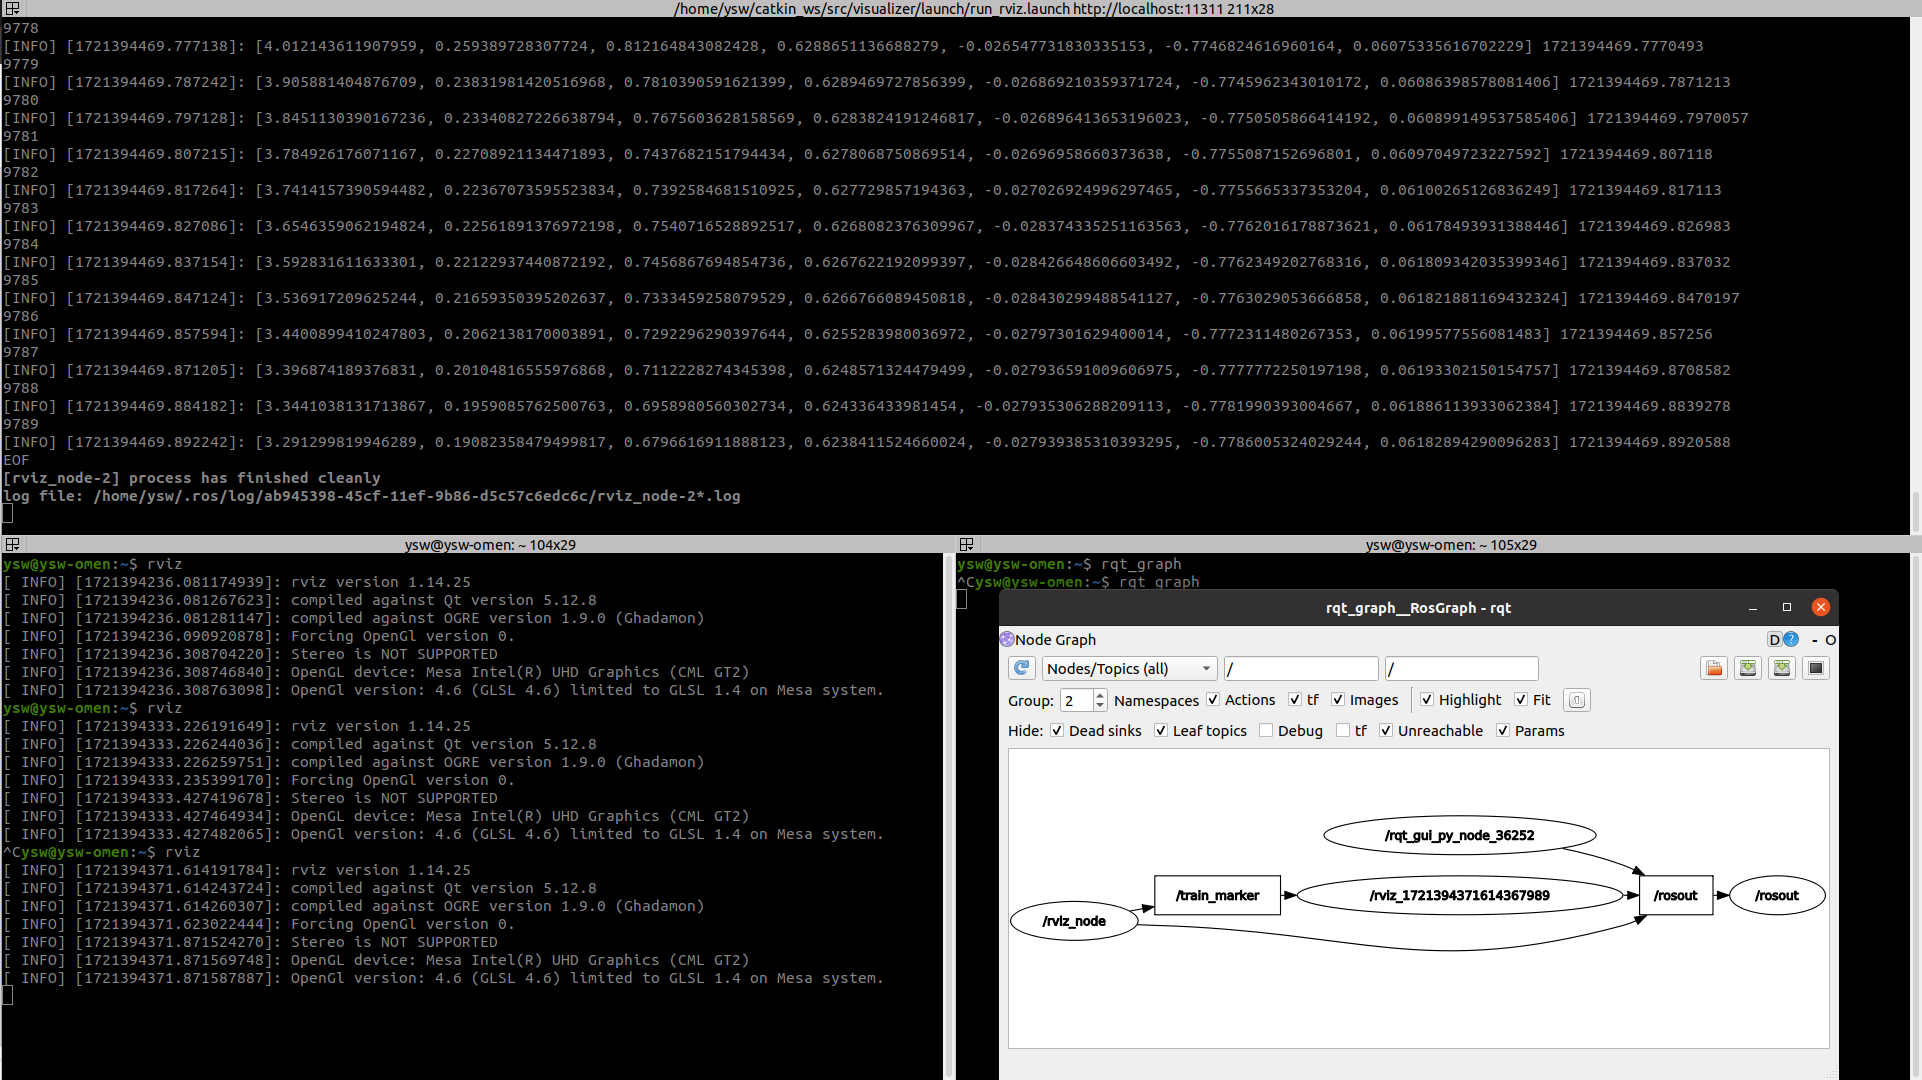 /home/ysw/catkin_ws/src/visualizer/launch/run_rviz.launch http://localhost:11311 211x28
9778
[INFO] [1721394469.777138]: [4.012143611907959, 0.259389728307724, 0.812164843082428, 0.6288651136688279, -0.026547731830335153, -0.7746824616960164, 0.06075335616702229] 1721394469.7770493
9779
[INFO] [1721394469.787242]: [3.905881404876709, 0.23831981420516968, 0.7810390591621399, 0.6289469727856399, -0.026869210359371724, -0.7745962343010172, 0.06086398578081406] 1721394469.7871213
9780
[INFO] [1721394469.797128]: [3.8451130390167236, 0.23340827226638794, 0.7675603628158569, 0.6283824191246817, -0.026896413653196023, -0.7750505866414192, 0.060899149537585406] 1721394469.7970057
9781
[INFO] [1721394469.807215]: [3.784926176071167, 0.22708921134471893, 0.7437682151794434, 0.6278068750869514, -0.02696958660373638, -0.7755087152696801, 0.06097049723227592] 1721394469.807118
9782
[INFO] [1721394469.817264]: [3.7414157390594482, 0.22367073595523834, 0.7392584681510925, 0.627729857194363, -0.027026924996297465, -0.7755665337353204, 0.06100265126836249] 1721394469.817113
9783
[INFO] [1721394469.827086]: [3.6546359062194824, 0.22561891376972198, 0.7540716528892517, 0.6268082376309967, -0.028374335251163563, -0.7762016178873621, 0.06178493931388446] 1721394469.826983
9784
[INFO] [1721394469.837154]: [3.592831611633301, 0.22122937440872192, 0.7456867694854736, 0.6267622192099397, -0.028426648606603492, -0.7762349202768316, 0.061809342035399346] 1721394469.837032
9785
[INFO] [1721394469.847124]: [3.536917209625244, 0.21659350395202637, 0.7333459258079529, 0.6266766089450818, -0.028430299488541127, -0.7763029053666858, 0.061821881169432324] 1721394469.8470197
9786
[INFO] [1721394469.857594]: [3.4400899410247803, 0.2062138170003891, 0.7292296290397644, 0.6255283980036972, -0.02797301629400014, -0.7772311480267353, 0.06199577556081483] 1721394469.857256
9787
[INFO] [1721394469.871205]: [3.396874189376831, 0.20104816555976868, 0.7112228274345398, 0.6248571324479499, -0.027936591009606975, -0.7777772250197198, 0.06193302150154757] 1721394469.8708582
9788
[INFO] [1721394469.884182]: [3.3441038131713867, 0.1959085762500763, 0.6958980560302734, 0.624336433981454, -0.027935306288209113, -0.7781990393004667, 0.061886113933062384] 1721394469.8839278
9789
[INFO] [1721394469.892242]: [3.291299819946289, 0.19082358479499817, 0.6796616911888123, 0.6238411524660024, -0.027939385310393295, -0.7786005324029244, 0.06182894290096283] 1721394469.8920588
EOF
[rviz_node-2] process has finished cleanly
log file: /home/ysw/.ros/log/ab945398-45cf-11ef-9b86-d5c57c6edc6c/rviz_node-2*.log
ysw@ysw-omen: ~ 104x29
ysw@ysw-omen:~$ rviz
[ INFO] [1721394236.081174939]: rviz version 1.14.25
[ INFO] [1721394236.081267623]: compiled against Qt version 5.12.8
[ INFO] [1721394236.081281147]: compiled against OGRE version 1.9.0 (Ghadamon)
[ INFO] [1721394236.090920878]: Forcing OpenGl version 0.
[ INFO] [1721394236.308704220]: Stereo is NOT SUPPORTED
[ INFO] [1721394236.308746840]: OpenGL device: Mesa Intel(R) UHD Graphics (CML GT2)
[ INFO] [1721394236.308763098]: OpenGl version: 4.6 (GLSL 4.6) limited to GLSL 1.4 on Mesa system.
ysw@ysw-omen:~$ rviz
[ INFO] [1721394333.226191649]: rviz version 1.14.25
[ INFO] [1721394333.226244036]: compiled against Qt version 5.12.8
[ INFO] [1721394333.226259751]: compiled against OGRE version 1.9.0 (Ghadamon)
[ INFO] [1721394333.235399170]: Forcing OpenGl version 0.
[ INFO] [1721394333.427419678]: Stereo is NOT SUPPORTED
[ INFO] [1721394333.427464934]: OpenGL device: Mesa Intel(R) UHD Graphics (CML GT2)
[ INFO] [1721394333.427482065]: OpenGl version: 4.6 (GLSL 4.6) limited to GLSL 1.4 on Mesa system.
^Cysw@ysw-omen:~$ rviz
[ INFO] [1721394371.614191784]: rviz version 1.14.25
[ INFO] [1721394371.614243724]: compiled against Qt version 5.12.8
[ INFO] [1721394371.614260307]: compiled against OGRE version 1.9.0 (Ghadamon)
[ INFO] [1721394371.623022444]: Forcing OpenGl version 0.
[ INFO] [1721394371.871524270]: Stereo is NOT SUPPORTED
[ INFO] [1721394371.871569748]: OpenGL device: Mesa Intel(R) UHD Graphics (CML GT2)
[ INFO] [1721394371.871587887]: OpenGl version: 4.6 (GLSL 4.6) limited to GLSL 1.4 on Mesa system.
ysw@ysw-omen: ~ 105x29
ysw@ysw-omen:~$ rqt_graph
^Cysw@ysw-omen:~$ rqt_graph
rqt_graph__RosGraph - rqt
Node Graph D ? - O
Nodes/Topics (all) / /
Group: 2 Namespaces Actions tf Images Highlight Fit
Hide: Dead sinks Leaf topics Debug tf Unreachable Params
/rqt_gui_py_node_36252
/train_marker /rviz_1721394371614367989 /rosout /rosout
/rviz_node